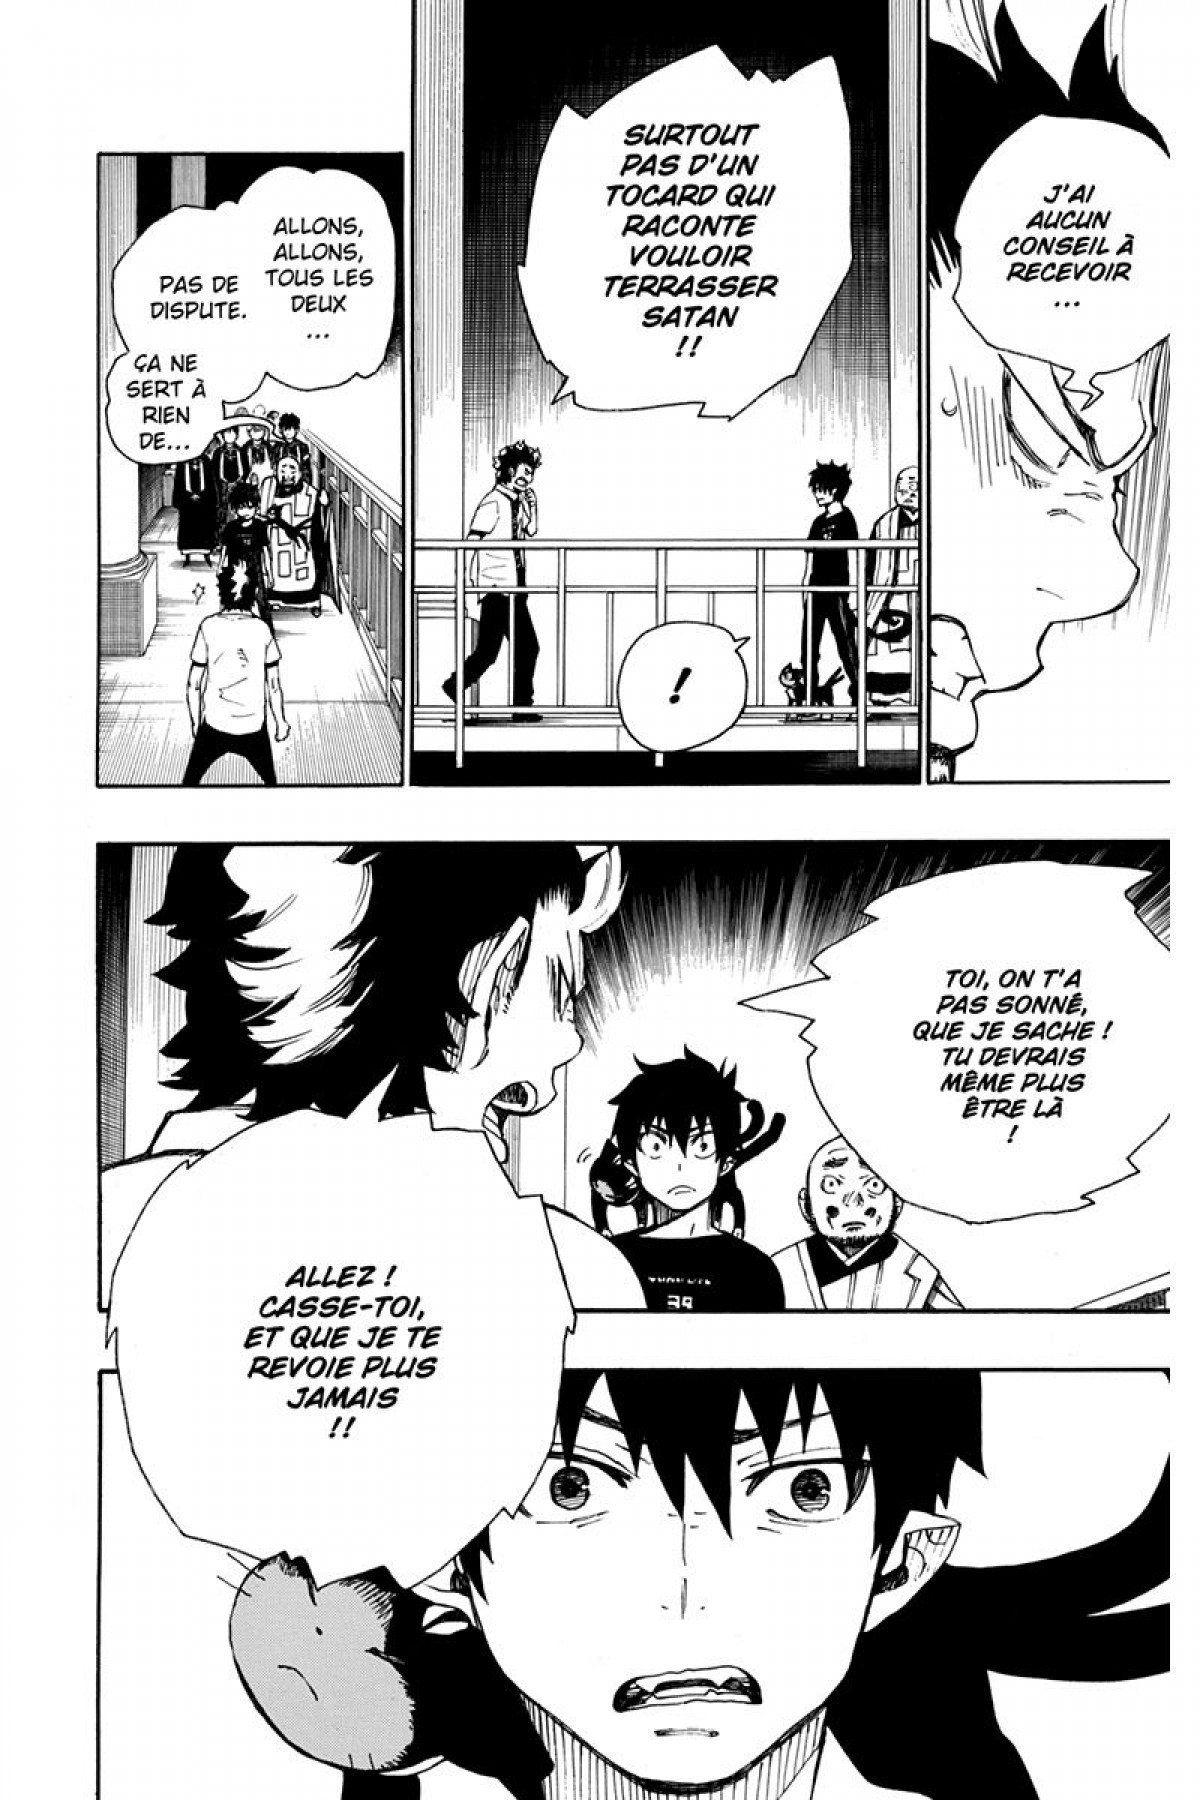 J'AI
AUCUN
CONSEIL À
RECEVOIR
...
SURTOUT
PAS D'UN
TOCARD QUI
RACONTE
VOULOIR
TERRASSER
SATAN
!!
!
ALLONS,
ALLONS,
TOUS LES
DEUX
...
PAS DE
DISPUTE.
ÇA NE
SERT À
RIEN
DE...
TOI, ON T'A
PAS SONNÉ,
QUE JE SACHE !
TU DEVRAIS
MÊME PLUS
ÊTRE LÀ
!
39
ALLEZ !
CASSE-TOI,
ET QUE JE TE
REVOIE PLUS
JAMAIS
!!